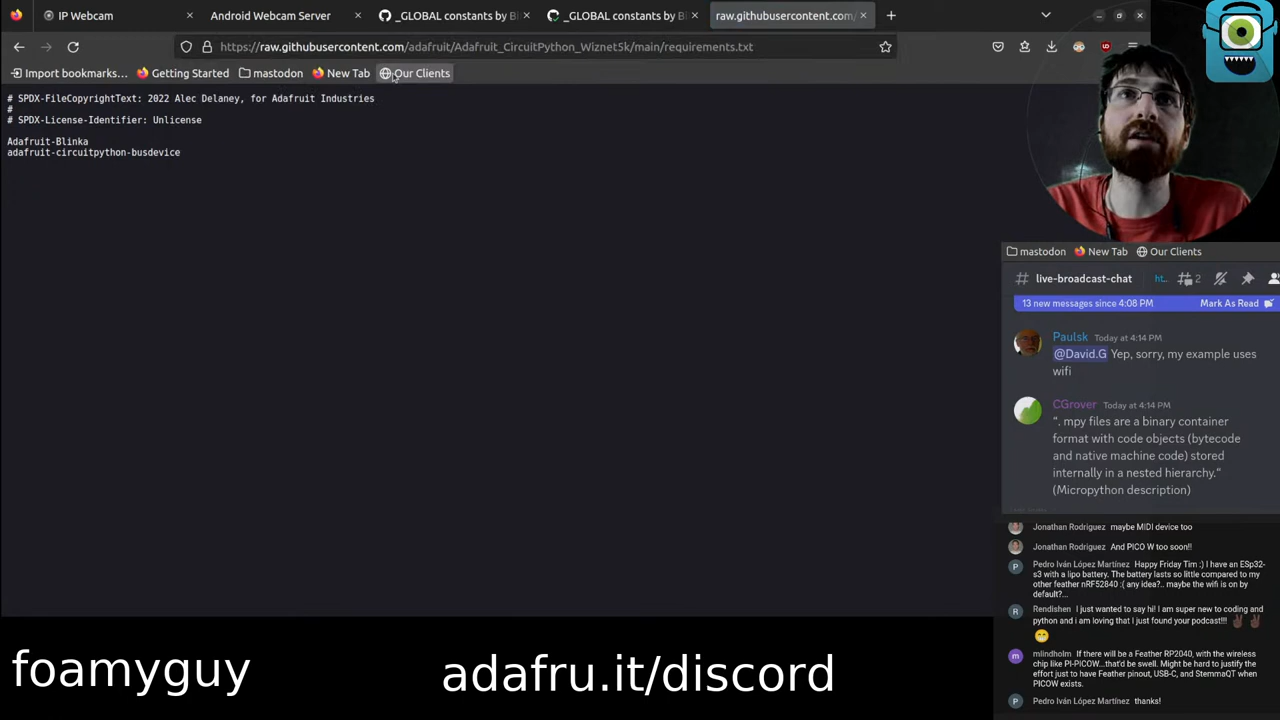 IP Webcam
Android Webcam Server
_GLOBAL constants by B
_GLOBAL constants by B
raw.githubusercontent.com/
https://raw.githubusercontent.com/adafruit/Adafruit_CircuitPython_Wiznet5k/main/requirements.txt
Import bookmarks...
Getting Started
mastodon
New Tab
Our Clients
# SPDX-FileCopyrightText: 2022 Alec Delaney, for Adafruit Industries
#
# SPDX-License-Identifier: Unlicense
Adafruit-Blinka
adafruit-circuitpython-busdevice
mastodon
New Tab
Our Clients
# live-broadcast-chat
ht..
2
13 new messages since 4:08 PM
Mark As Read
Paulsk Today at 4:14 PM
@David.G Yep, sorry, my example uses
wifi
CGrover Today at 4:14 PM
“. mpy files are a binary container
format with code objects (bytecode
and native machine code) stored
internally in a nested hierarchy.“
(Micropython description)
Jonathan Rodriguez maybe MIDI device too
Jonathan Rodriguez And PICO W too soon!!
Pedro Iván López Martínez Happy Friday Tim :) I have an ESp32-
s3 with a lipo battery. The battery lasts so little compared to my
other feather nRF52840 :( any idea?.. maybe the wifi is on by
default?...
Rendishen I just wanted to say hi! I am super new to coding and
python and i am loving that I just found your podcast!!!
mlindholm If there will be a Feather RP2040, with the wireless
chip like PI-PICOW...that'd be swell. Might be hard to justify the
effort just to have Feather pinout, USB-C, and StemmaQT when
PICOW exists.
Pedro Iván López Martínez thanks!
foamyguy
adafru.it/discord